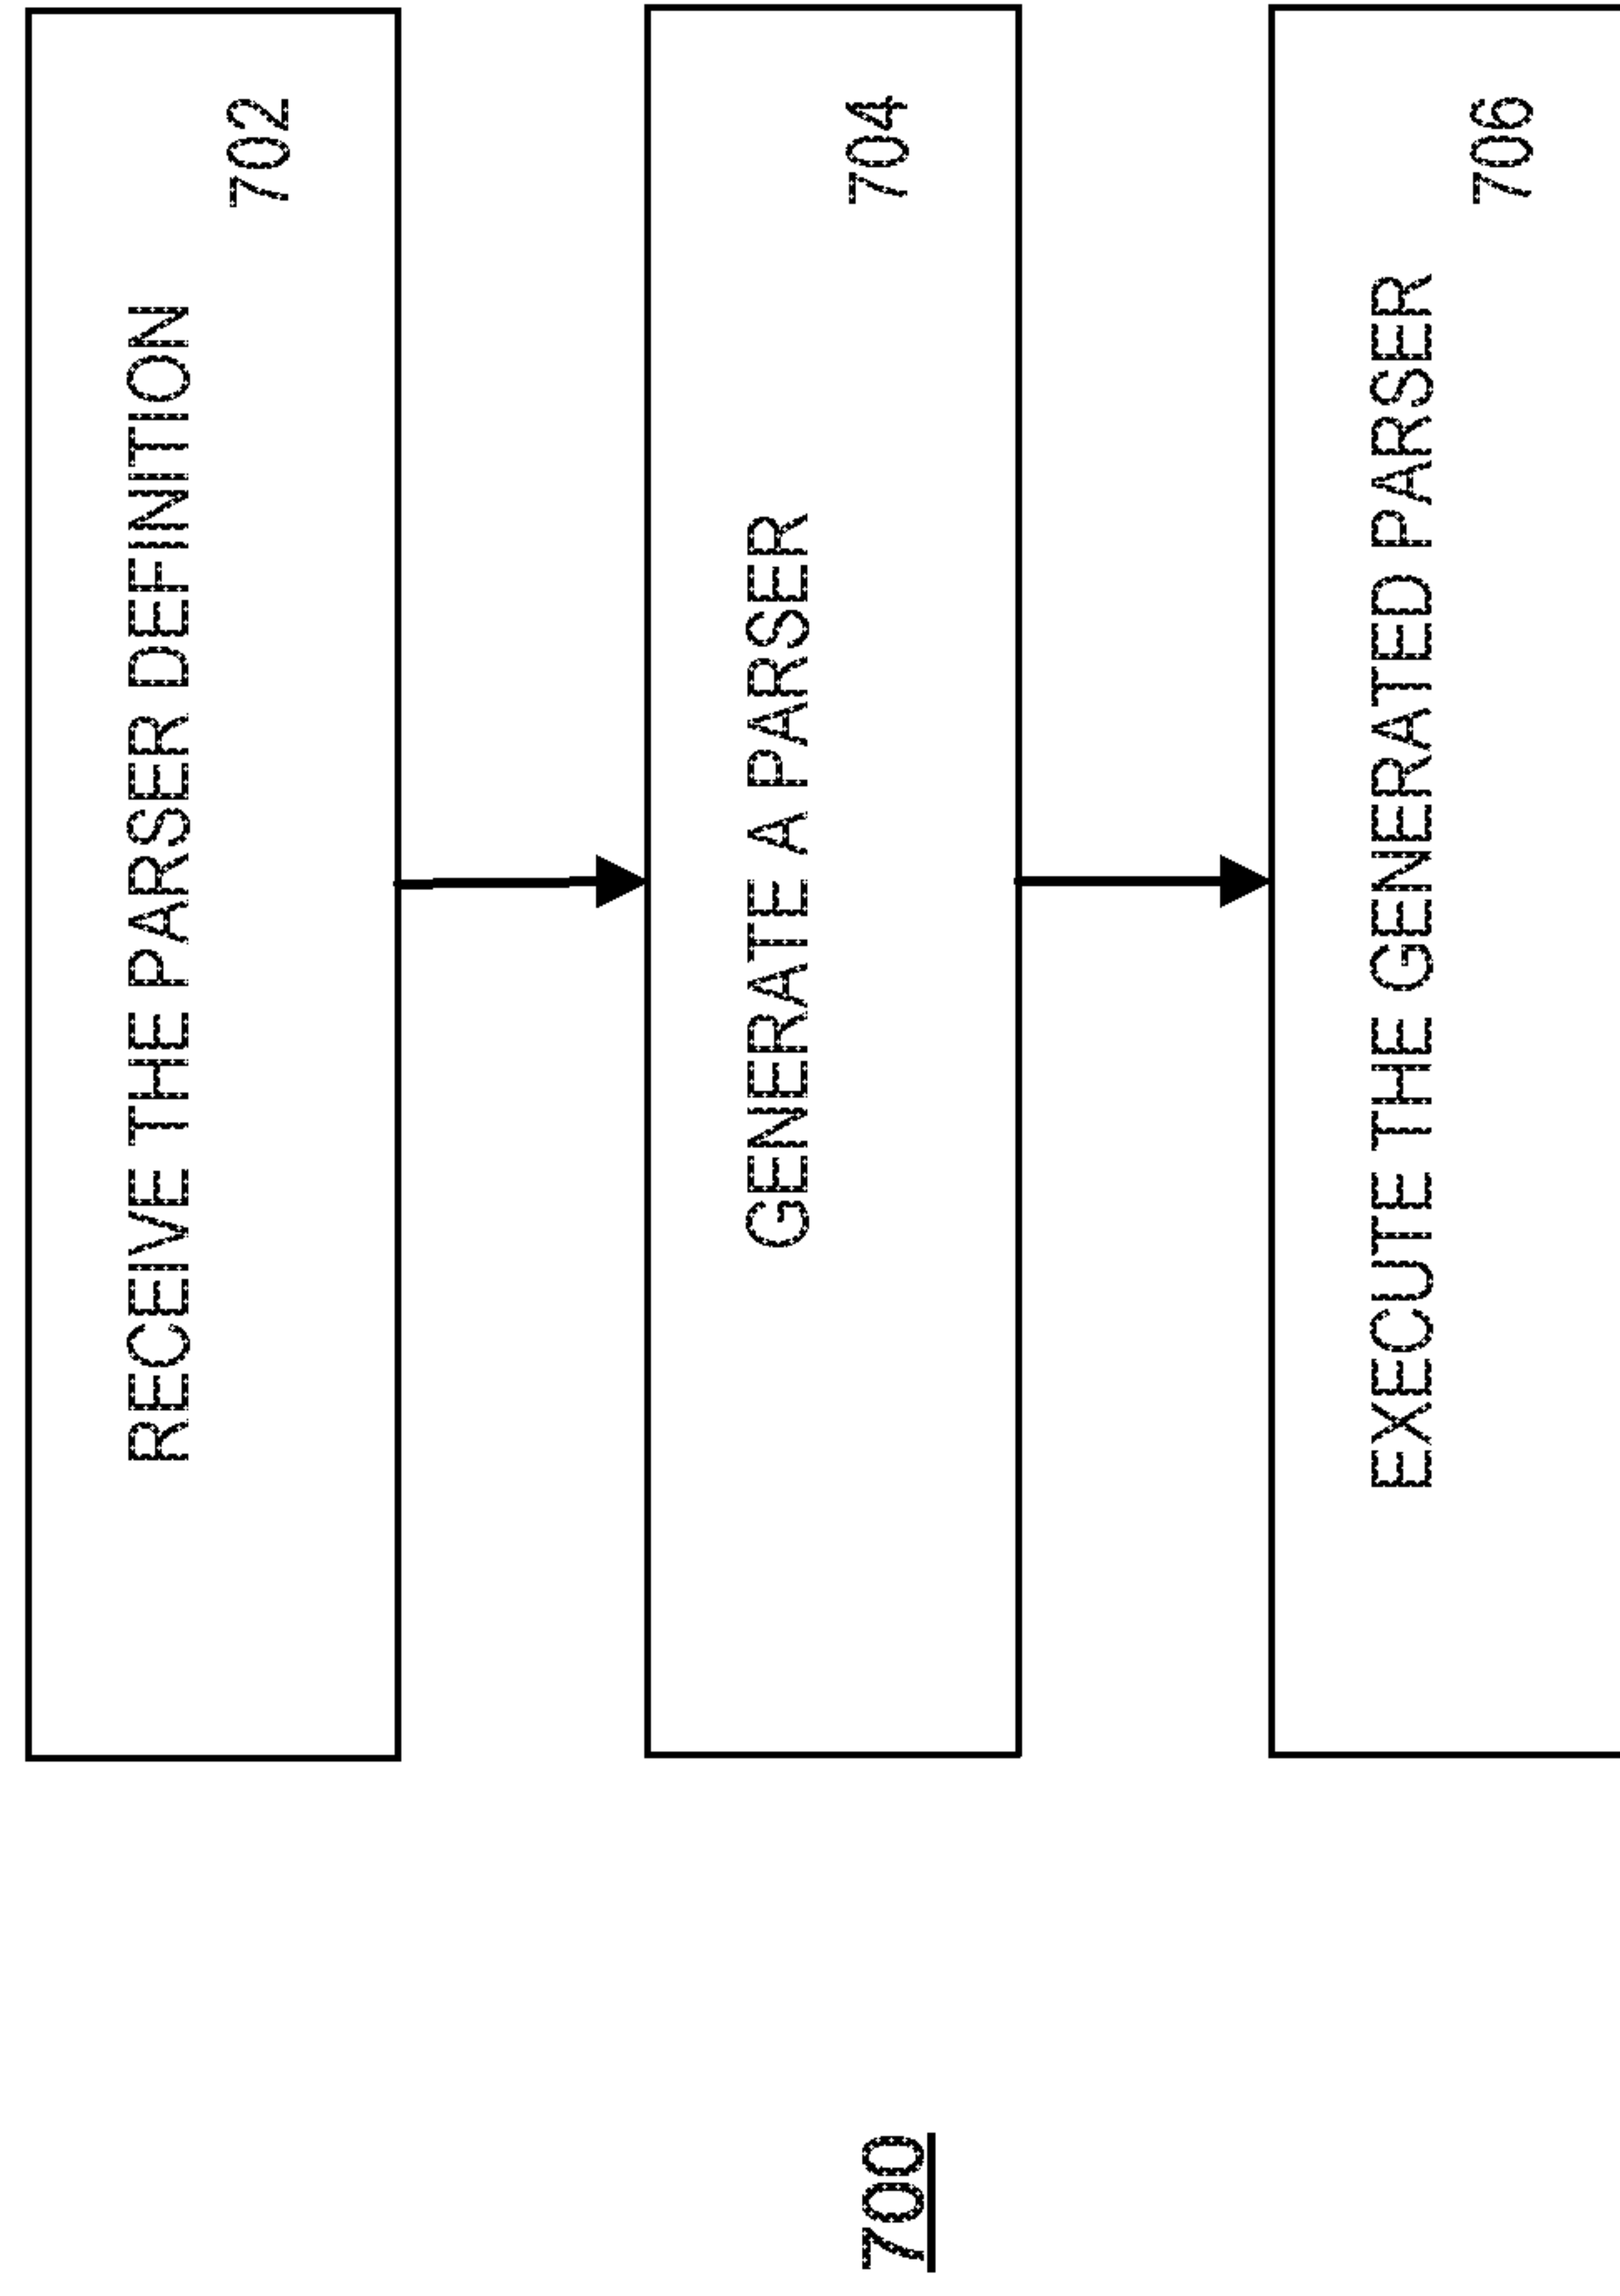 RECEIVE THE PARSER DEFINITION
702
GENERATE A PARSER
704
EXECUTE THE GENERATED PARSER
706
700